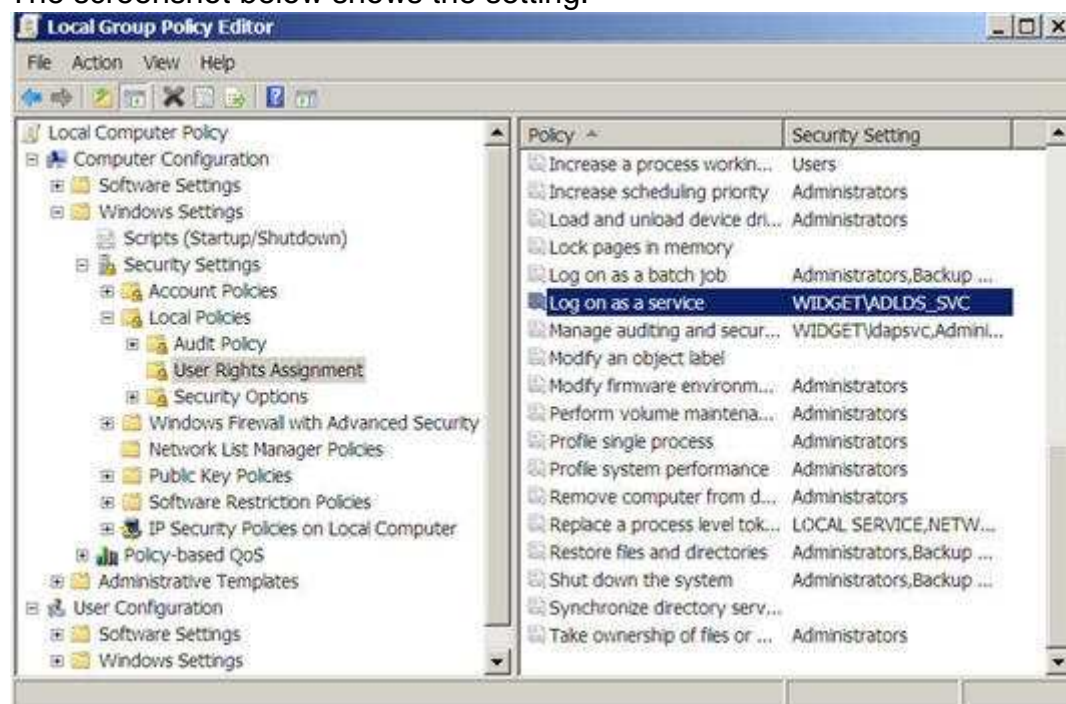 The screenshot below shows the setting.
Local Group Policy Editor
File Action View Help
Local Computer Policy
Computer Configuration
Software Settings
Windows Settings
Scripts (Startup/Shutdown)
Security Settings
Account Policies
Local Policies
Audit Policy
User Rights Assignment
Security Options
Windows Firewall with Advanced Security
Network List Manager Policies
Public Key Policies
Software Restriction Policies
IP Security Policies on Local Computer
Policy-based QoS
Administrative Templates
User Configuration
Software Settings
Windows Settings
Policy Security Setting
Increase a process workin... Users
Increase scheduling priority Administrators
Load and unload device dri... Administrators
Lock pages in memory
Log on as a batch job Administrators,Backup ...
Log on as a service WIDGET\ADLDS_SVC
Manage auditing and secur... WIDGET\ldapsvc,Admini...
Modify an object label
Modify firmware environm... Administrators
Perform volume maintena... Administrators
Profile single process Administrators
Profile system performance Administrators
Remove computer from d... Administrators
Replace a process level tok... LOCAL SERVICE,NETW...
Restore files and directories Administrators,Backup ...
Shut down the system Administrators,Backup ...
Synchronize directory serv...
Take ownership of files or ... Administrators